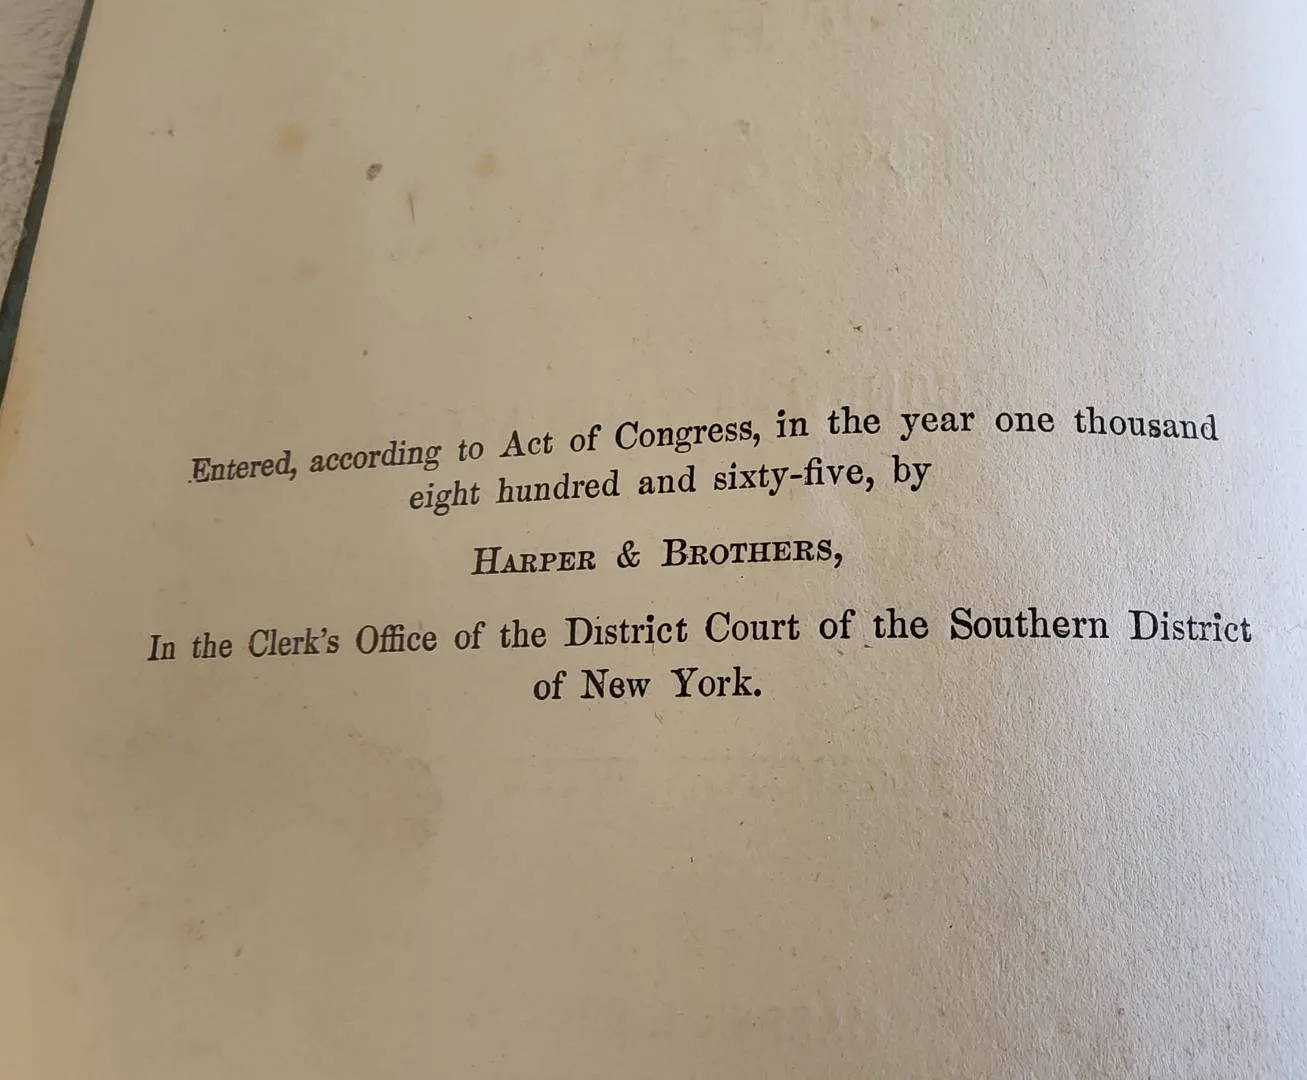 Entered, according to Act of Congress, in the year one thousand
eight hundred and sixty-five, by
HARPER & BROTHERS,
In the Clerk's Office of the District Court of the Southern District
of New York.